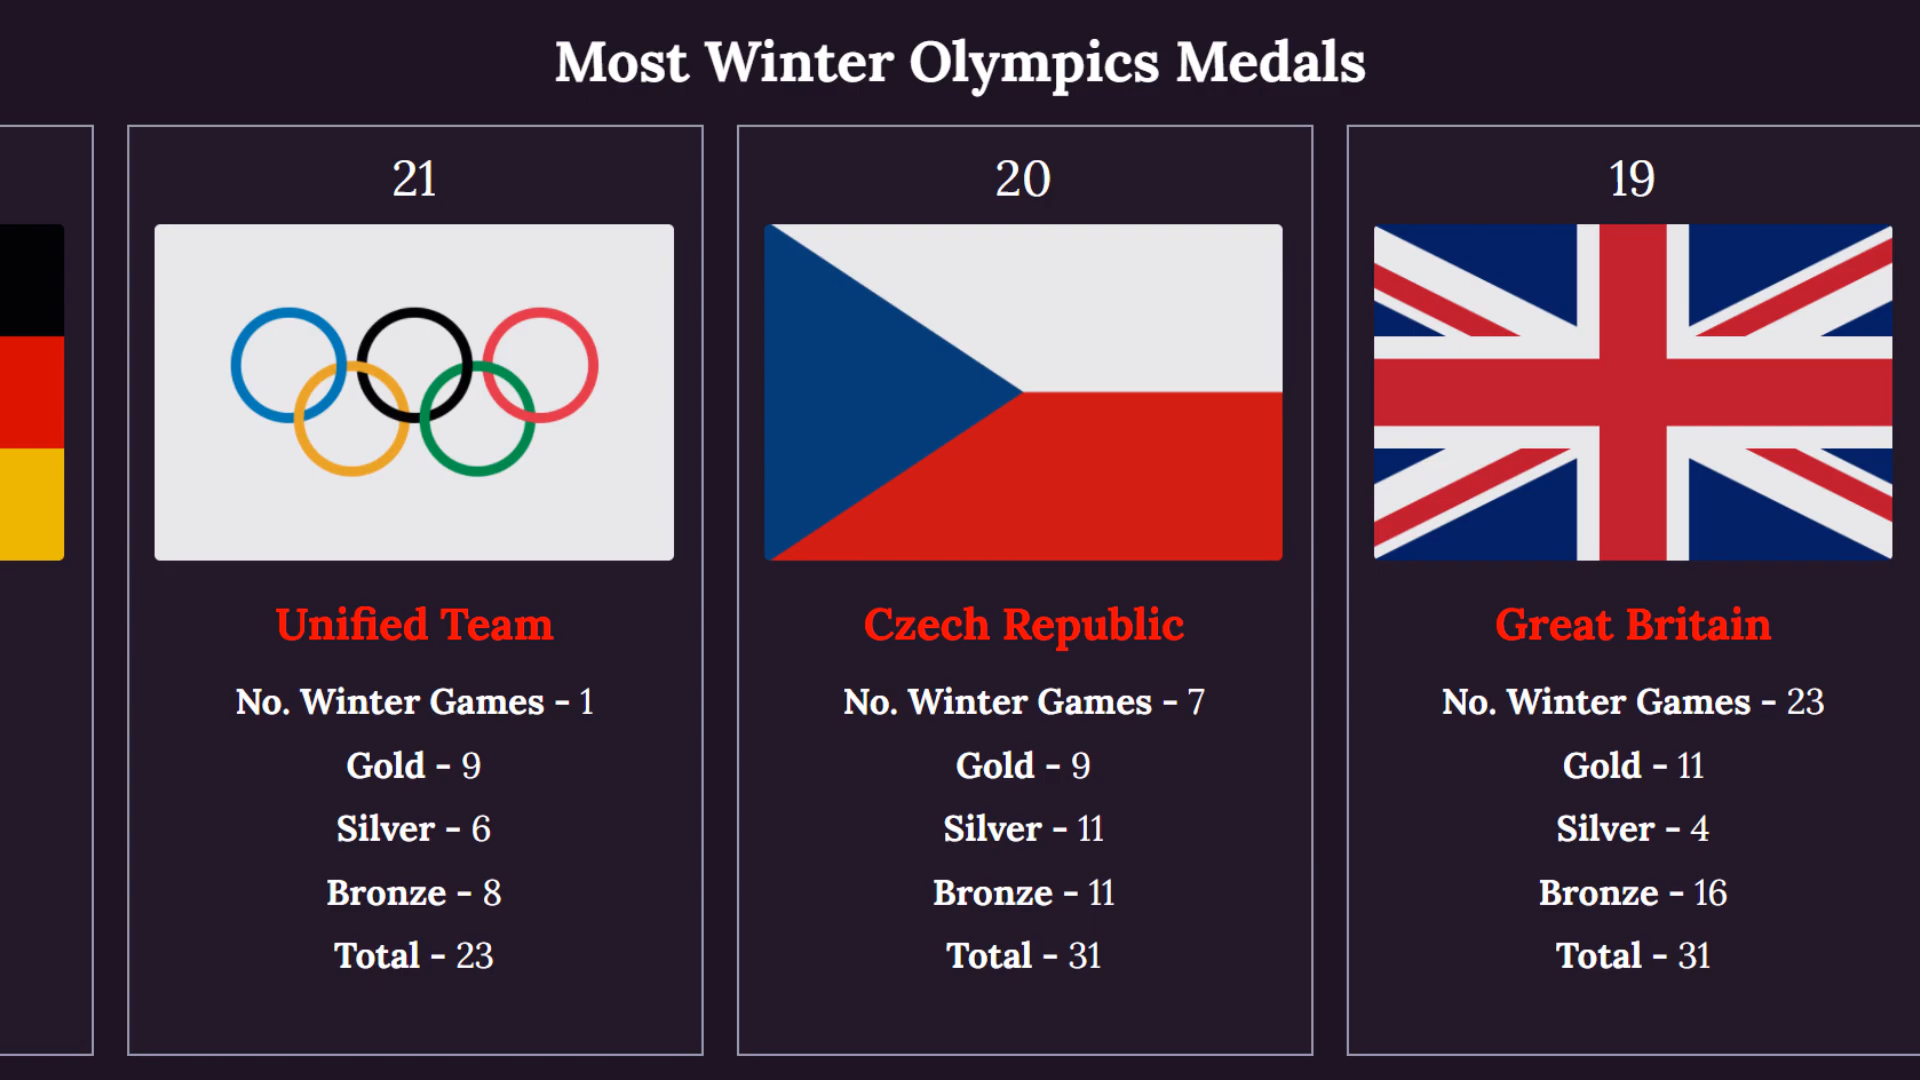 Most Winter Olympics Medals
21
Unified Team
No. Winter Games - 1
Gold - 9
Silver - 6
Bronze - 8
Total - 23
20
Czech Republic
No. Winter Games - 7
Gold - 9
Silver - 11
Bronze - 11
Total - 31
19
Great Britain
No. Winter Games - 23
Gold - 11
Silver - 4
Bronze - 16
Total - 31